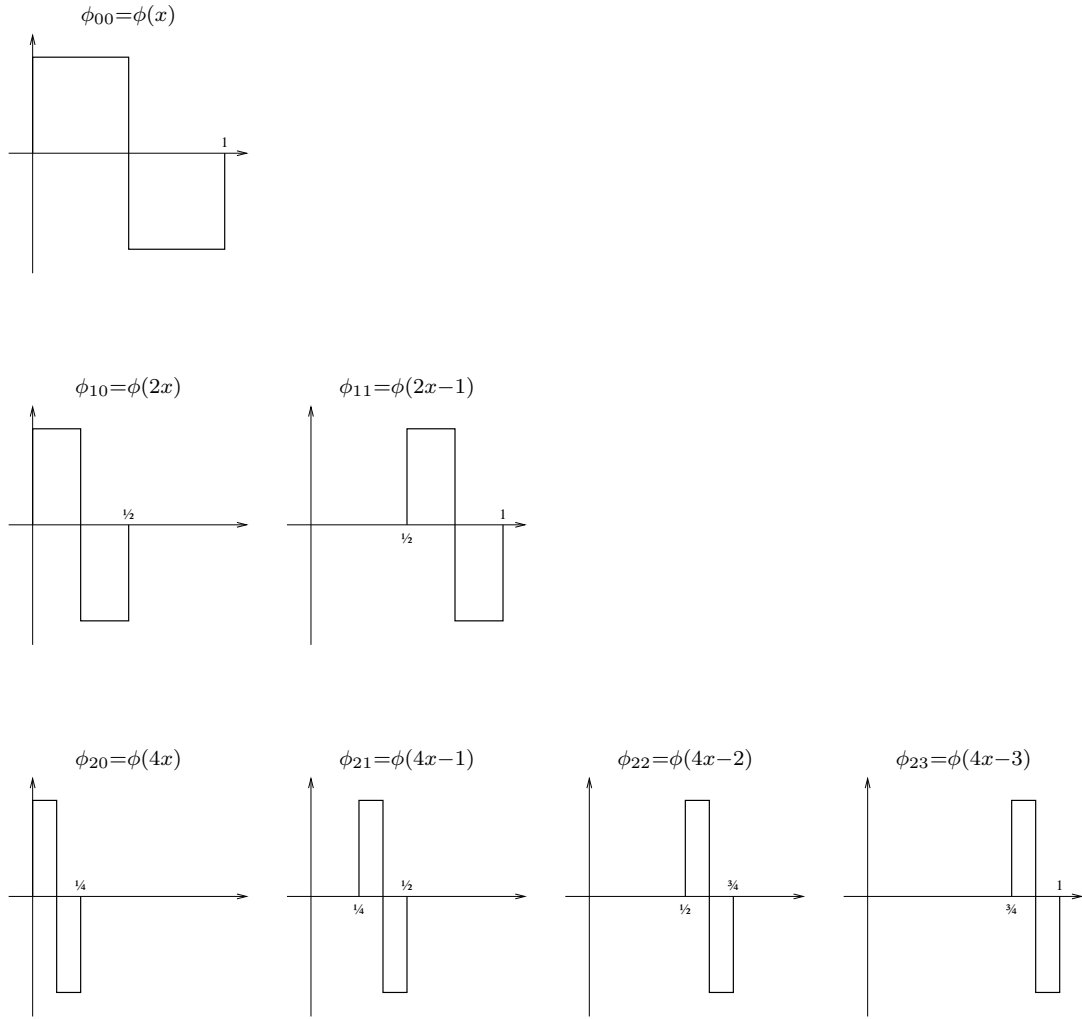 ϕ₀₀=ϕ(x)
1
ϕ₁₀=ϕ(2x) ϕ₁₁=ϕ(2x−1)
½ 1
½
ϕ₂₀=ϕ(4x) ϕ₂₁=ϕ(4x−1) ϕ₂₂=ϕ(4x−2) ϕ₂₃=ϕ(4x−3)
¼ ½ ¾ 1
¼ ½ ¾